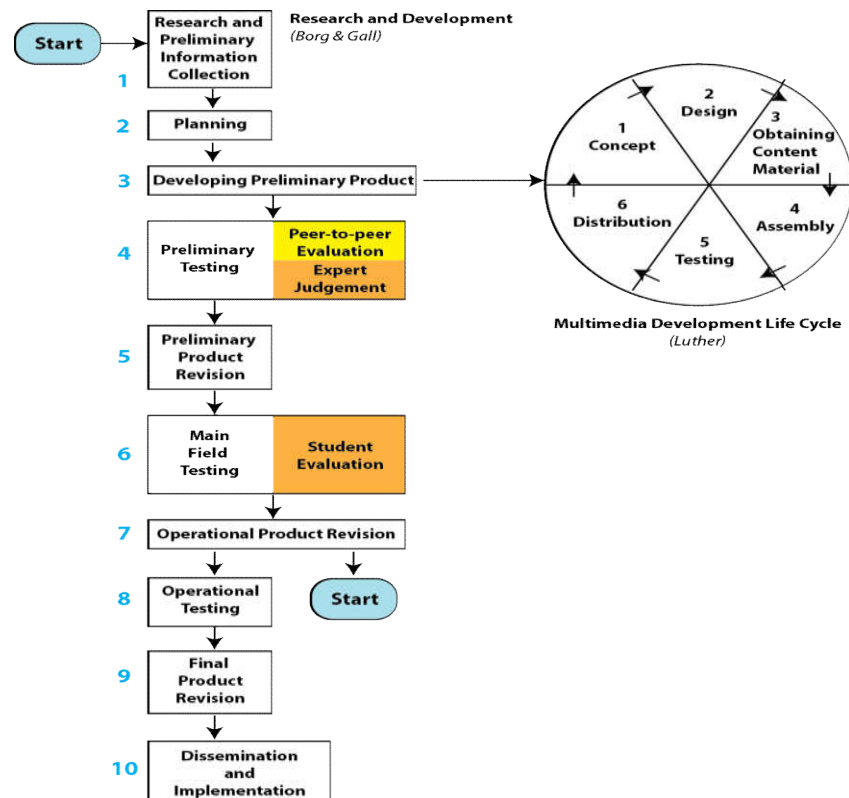 Start
Research and
Preliminary
Information
Collection
Research and Development
(Borg & Gall)
1
2
Planning
3
Developing Preliminary Product
4
Preliminary
Testing
Peer-to-peer
Evaluation
Expert
Judgement
5
Preliminary
Product
Revision
6
Main
Field
Testing
Student
Evaluation
7
Operational Product Revision
8
Operational
Testing
Start
9
Final
Product
Revision
10
Dissemination
and
Implementation
1
Concept
2
Design
3
Obtaining
Content
Material
4
Assembly
5
Testing
6
Distribution
Multimedia Development Life Cycle
(Luther)